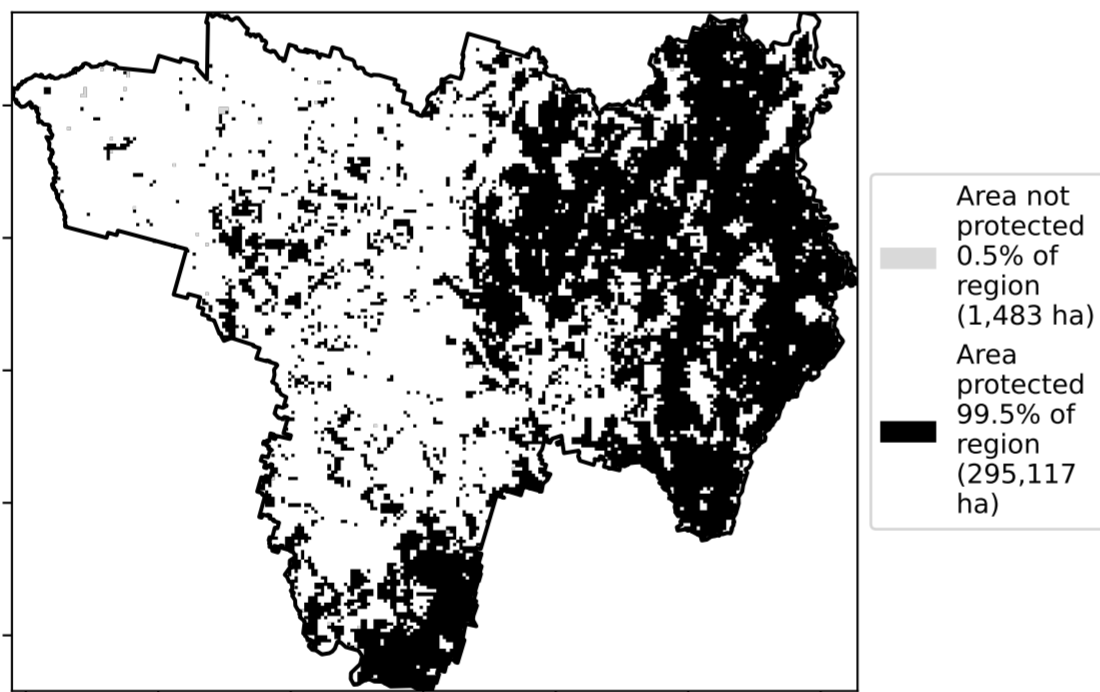 Area not
protected
0.5% of
region
(1,483 ha)
Area
protected
99.5% of
region
(295,117
ha)